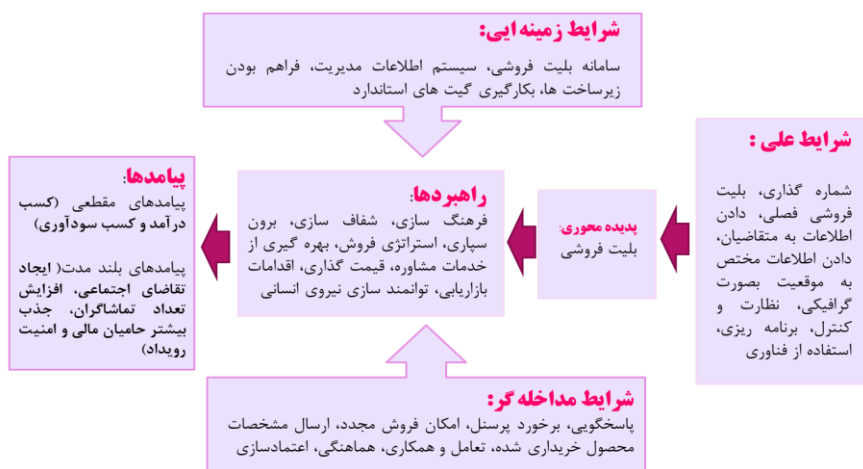 شرایط زمینه ایی:
سامانه بلیت فروشی، سیستم اطلاعات مدیریت، فراهم بودن
زیرساخت ها، بکارگیری گیت های استاندارد
شرایط علی :
شماره گذاری، بلیت
فروشی فصلی، دادن
اطلاعات به متقاضیان،
دادن اطلاعات مختص
به موقعیت بصورت
گرافیکی، نظارت و
کنترل، برنامه ریزی،
استفاده از فناوری
پدیده محوری:
بلیت فروشی
راهبردها:
فرهنگ سازی، شفاف سازی، برون
سپاری، استراتژی فروش، بهره گیری از
خدمات مشاوره، قیمت گذاری، اقدامات
بازاریابی، توانمند سازی نیروی انسانی
پیامدها:
پیامدهای مقطعی (کسب
درآمد و کسب سودآوری)
پیامدهای بلند مدت( ایجاد
تقاضای اجتماعی، افزایش
تعداد تماشاگران، جذب
بیشتر حامیان مالی و امنیت
رویداد)
شرایط مداخله گر:
پاسخگویی، برخورد پرسنل، امکان فروش مجدد، ارسال مشخصات
محصول خریداری شده، تعامل و همکاری، هماهنگی، اعتمادسازی